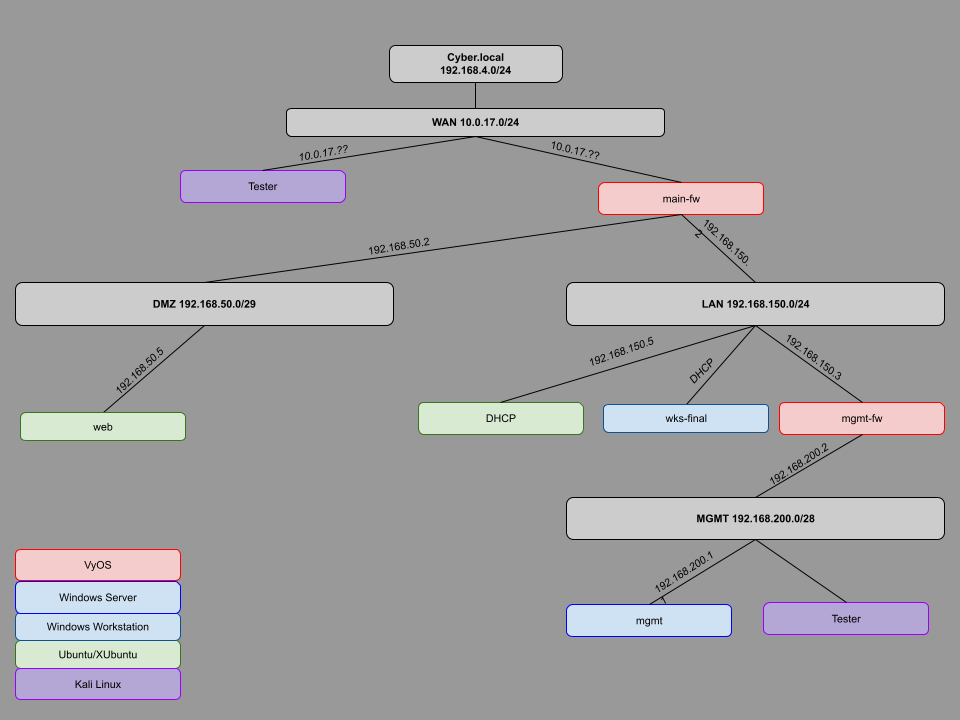 Cyber.local
192.168.4.0/24
WAN 10.0.17.0/24
10.0.17.??
10.0.17.??
Tester
main-fw
192.168.50.2
192.168.150.
2
DMZ 192.168.50.0/29
LAN 192.168.150.0/24
192.168.50.5
192.168.150.5
DHCP
192.168.150.3
web
DHCP
wks-final
mgmt-fw
192.168.200.2
MGMT 192.168.200.0/28
192.168.200.1
1
mgmt
Tester
VyOS
Windows Server
Windows Workstation
Ubuntu/XUbuntu
Kali Linux